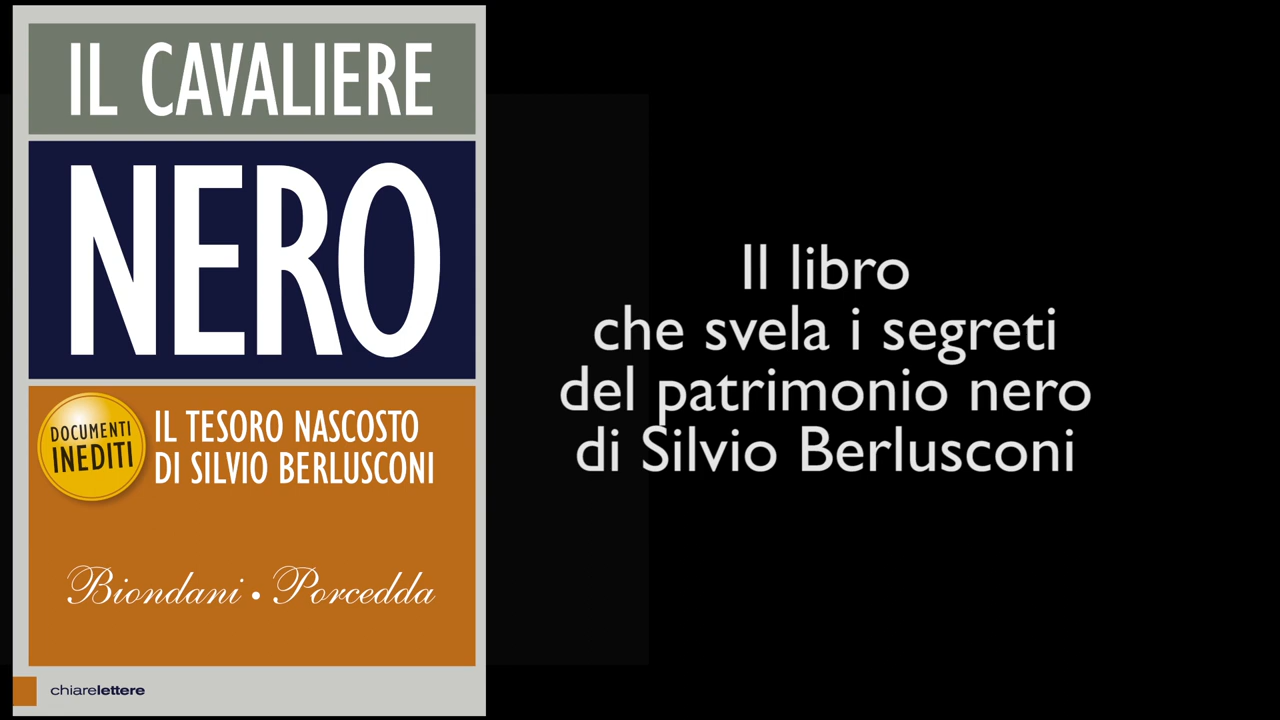 IL CAVALIERE
NERO
DOCUMENTI
INEDITI
IL TESORO NASCOSTO
DI SILVIO BERLUSCONI
Biondani • Porcedda
chiarelettere
Il libro
che svela i segreti
del patrimonio nero
di Silvio Berlusconi